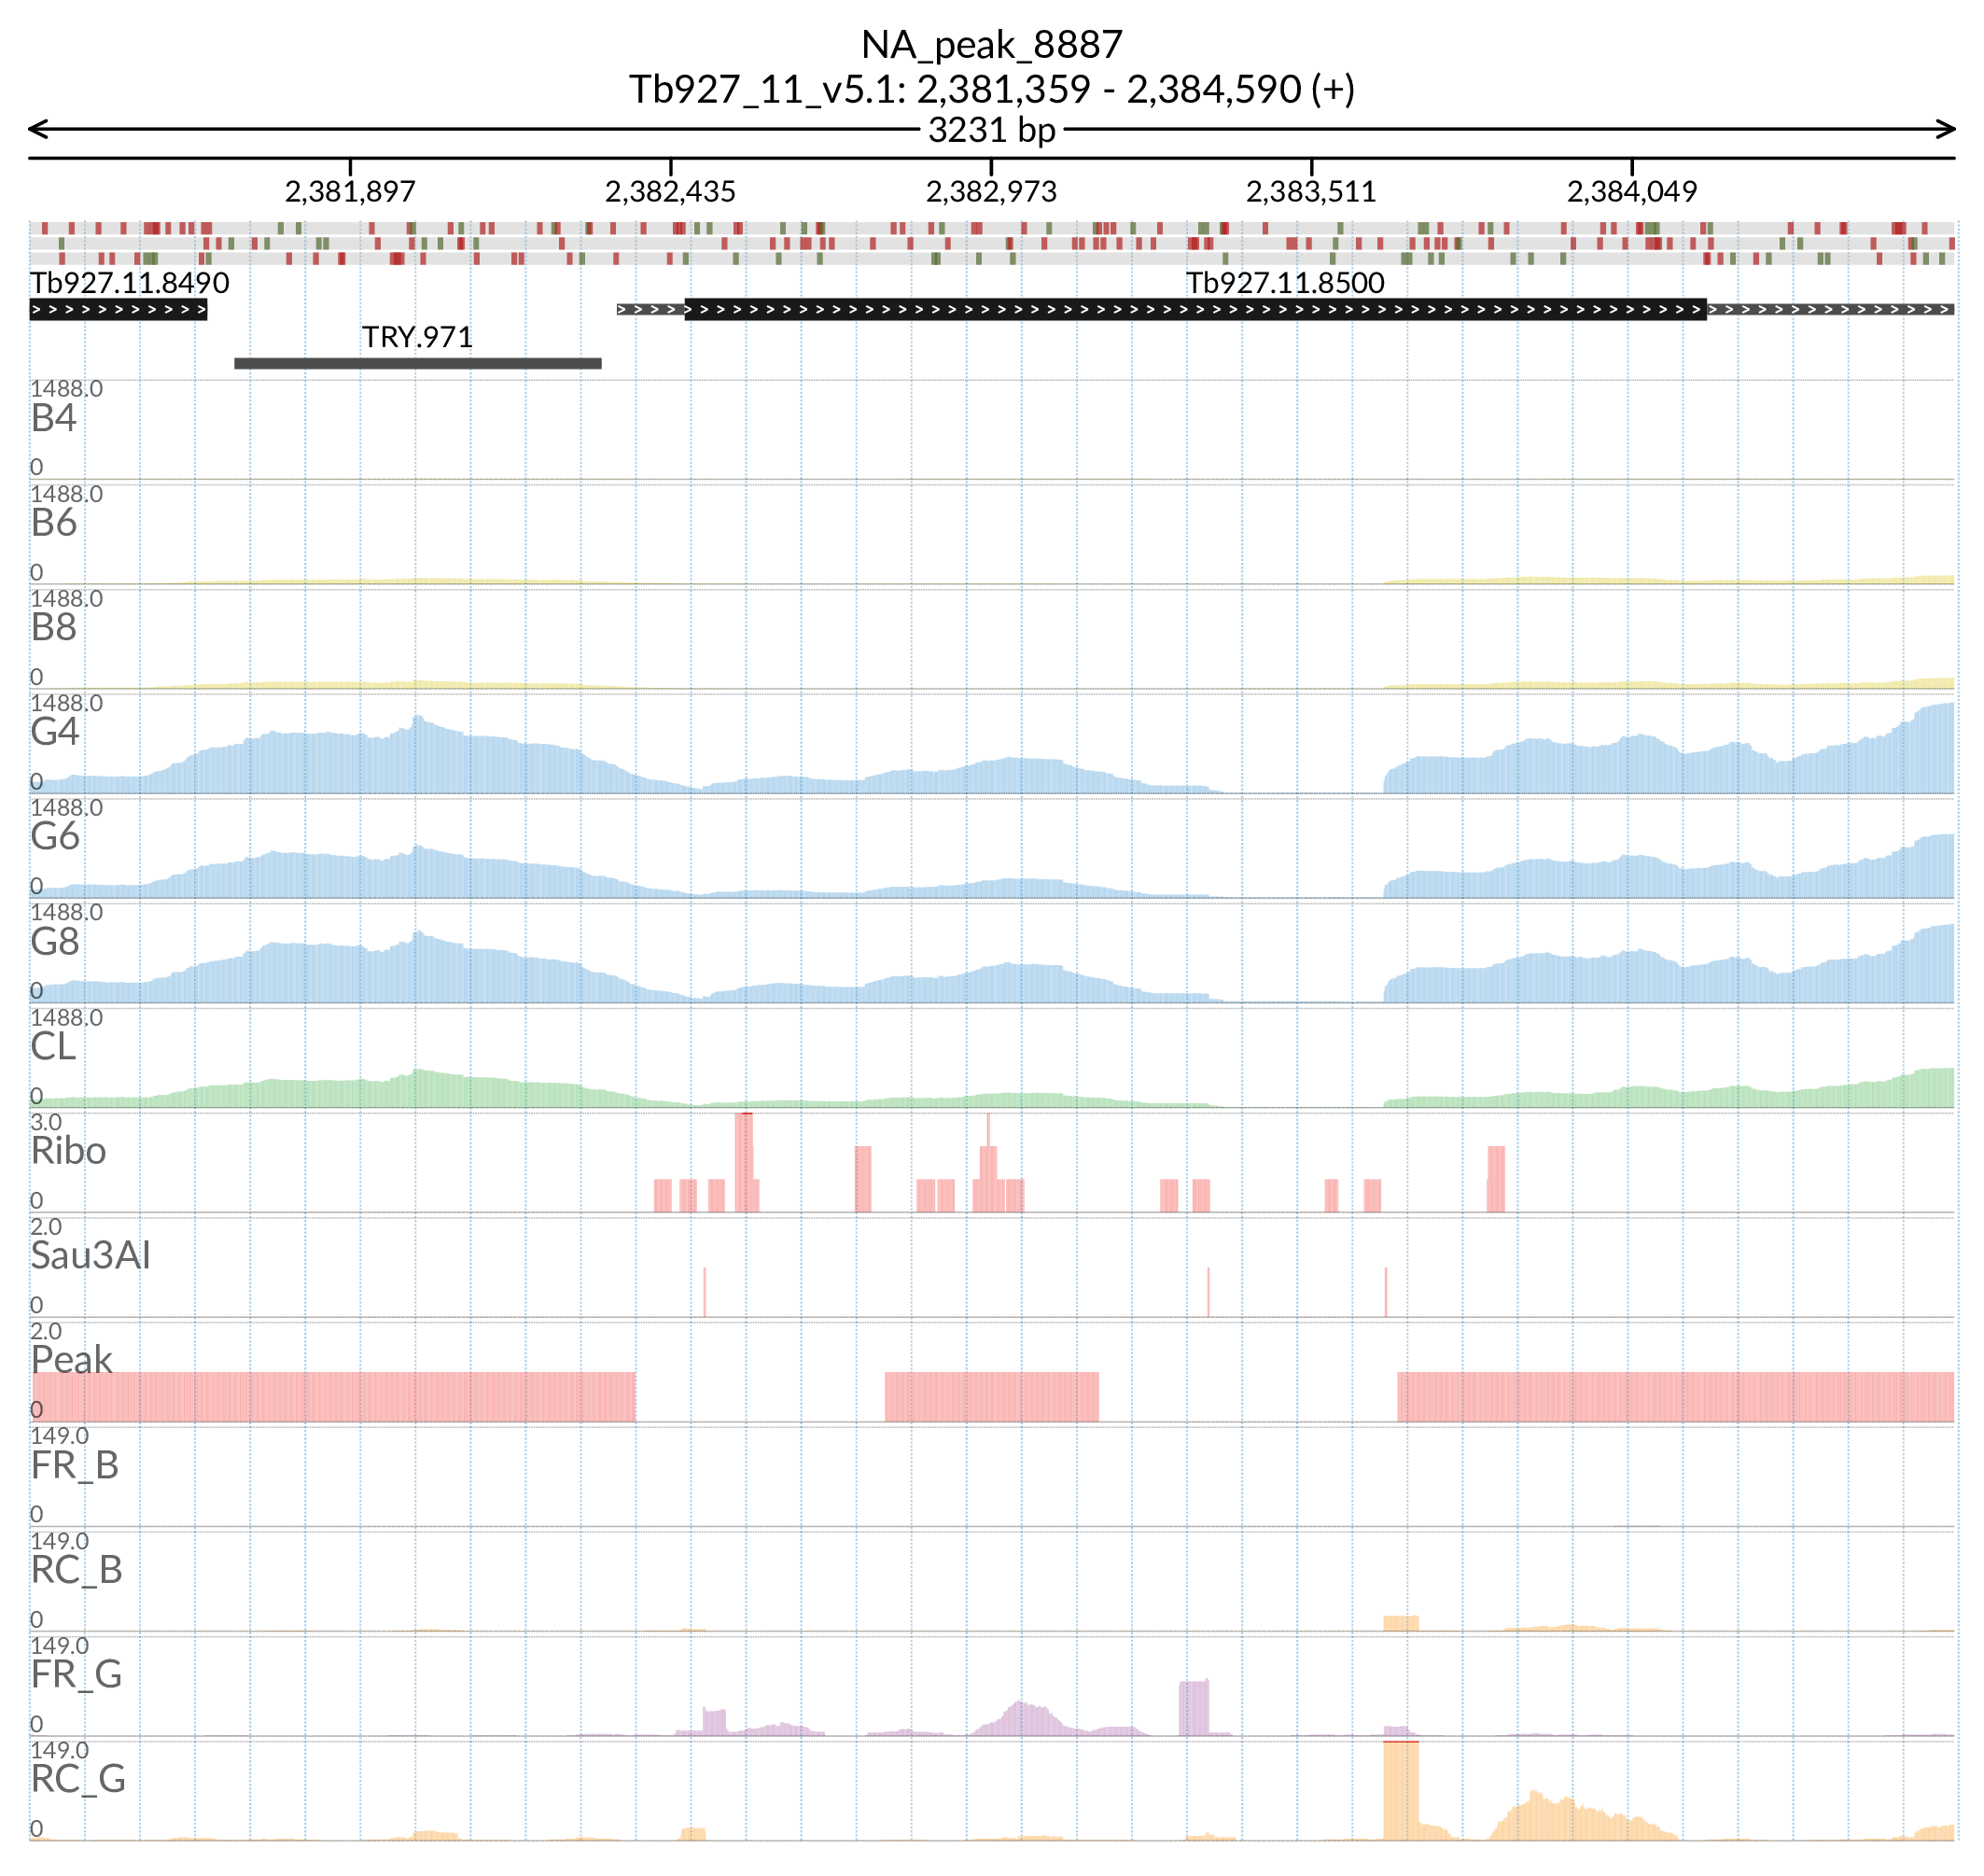 NA_peak_8887
Tb927_11_v5.1: 2,381,359 - 2,384,590 (+)
3231 bp
2,381,897 2,382,435 2,382,973 2,383,511 2,384,049
Tb927.11.8490 Tb927.11.8500
TRY.971
1488.0
B4
0
1488.0
B6
0
1488.0
B8
0
1488.0
G4
0
1488.0
G6
0
1488.0
G8
0
1488.0
CL
0
3.0
Ribo
0
2.0
Sau3AI
0
2.0
Peak
0
149.0
FR_B
0
149.0
RC_B
0
149.0
FR_G
0
149.0
RC_G
0